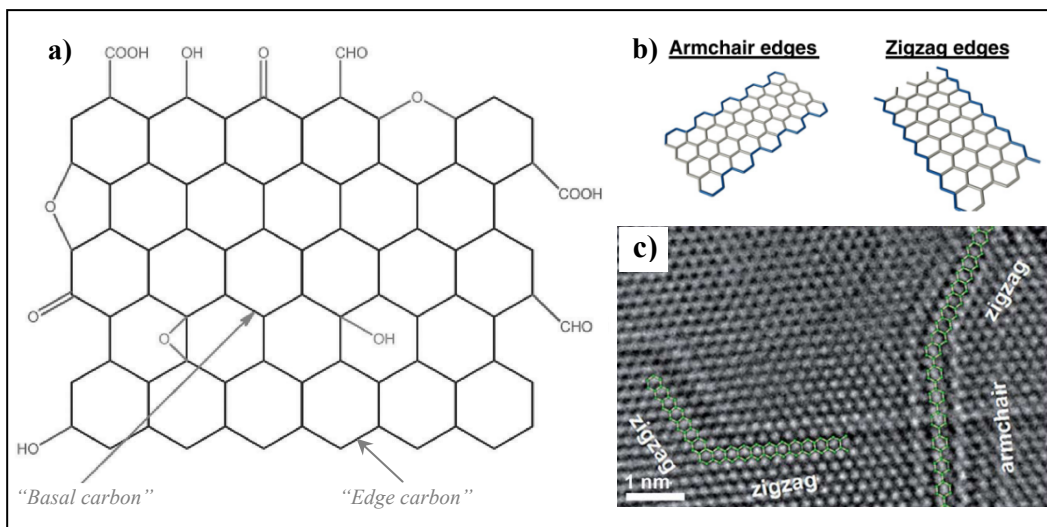 a)
COOH
OH
O
CHO
O
COOH
O
O
CHO
O
OH
HO
“Basal carbon”
“Edge carbon”
b)
Armchair edges
Zigzag edges
c)
zigzag
armchair
zigzag
zigzag
1 nm